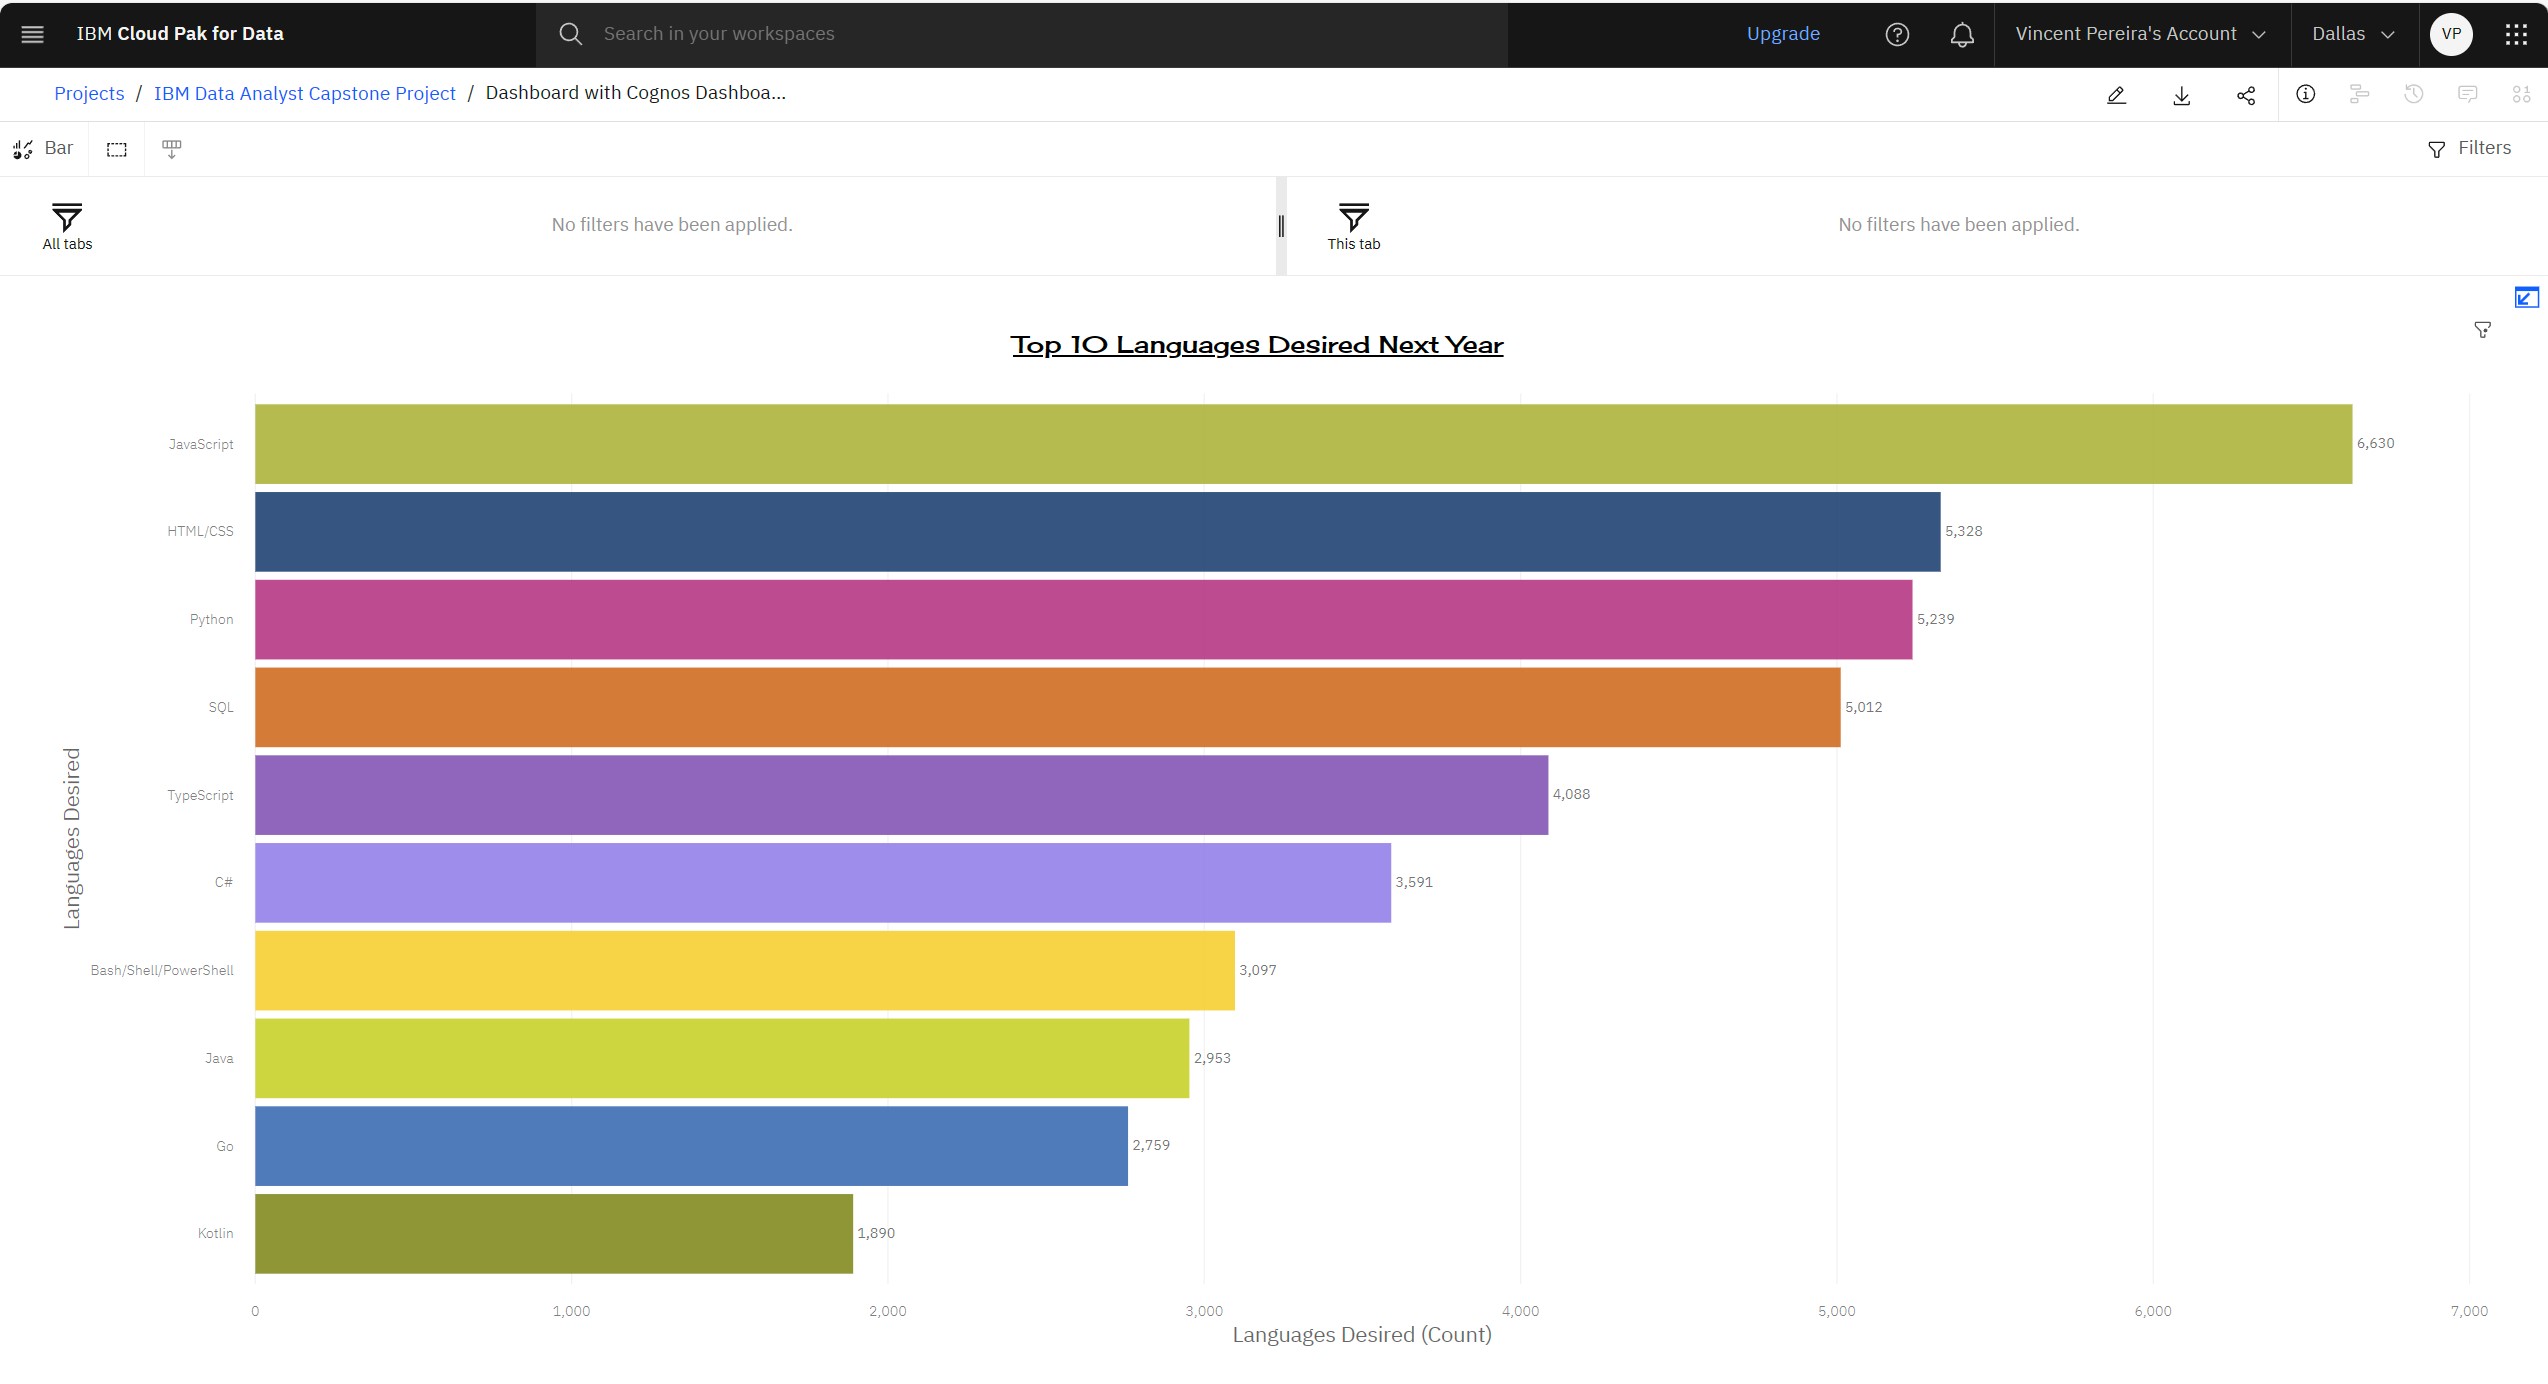 IBM Cloud Pak for Data
Search in your workspaces
Upgrade
Vincent Pereira's Account
Dallas
VP
Projects / IBM Data Analyst Capstone Project / Dashboard with Cognos Dashboa...
Bar
Filters
All tabs
No filters have been applied.
This tab
No filters have been applied.
Top 10 Languages Desired Next Year
Languages Desired
JavaScript
6,630
HTML/CSS
5,328
Python
5,239
SQL
5,012
TypeScript
4,088
C#
3,591
Bash/Shell/PowerShell
3,097
Java
2,953
Go
2,759
Kotlin
1,890
0 1,000 2,000 3,000 4,000 5,000 6,000 7,000
Languages Desired (Count)